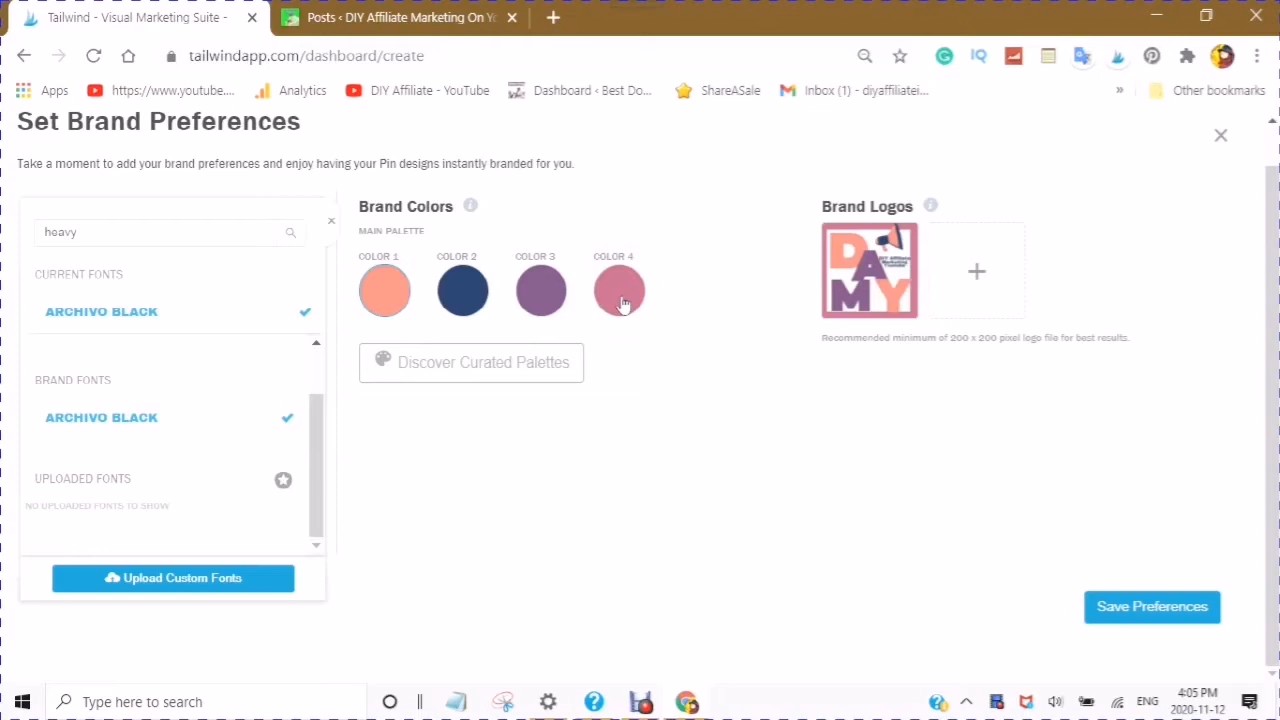 Tailwind - Visual Marketing Suite -
Posts ‹ DIY Affiliate Marketing On Yo
tailwindapp.com/dashboard/create
Apps
https://www.youtube....
Analytics
DIY Affiliate - YouTube
Dashboard ‹ Best Do...
ShareASale
Inbox (1) - diyaffiliatei...
»
Other bookmarks
Set Brand Preferences
Take a moment to add your brand preferences and enjoy having your Pin designs instantly branded for you.
heavy
CURRENT FONTS
ARCHIVO BLACK
BRAND FONTS
ARCHIVO BLACK
UPLOADED FONTS
NO UPLOADED FONTS TO SHOW
Upload Custom Fonts
Brand Colors
MAIN PALETTE
COLOR 1 COLOR 2 COLOR 3 COLOR 4
Discover Curated Palettes
Brand Logos
DAMY
DIY Affiliate
Marketing
Youtube
Recommended minimum of 200 x 200 pixel logo file for best results.
Save Preferences
Type here to search
ENG
4:05 PM
2020-11-12